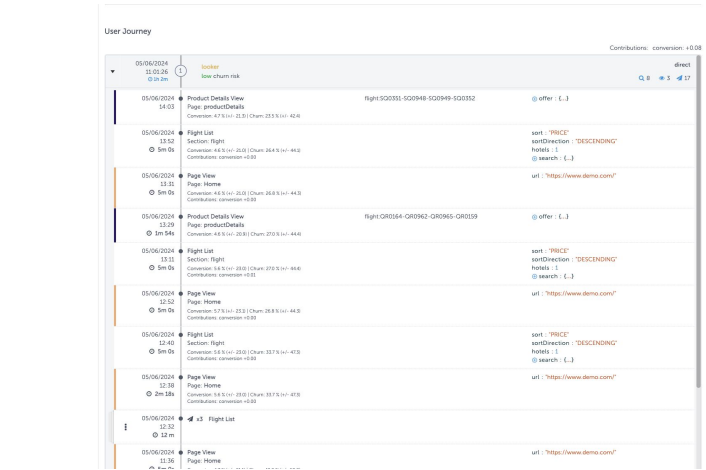 User Journey
Contributions: conversion: +0.08
05/06/2024
11:01:26
1h 2m
1
looker
low churn risk
direct
8 3 17
05/06/2024 Product Details View flight:SQ0351-SQ0948-SQ0949-SQ0352 offer : {...}
14:03 Page: productDetails
Conversion: 4.7 % (+/- 21.3) | Churn: 23.5 % (+/- 42.4)
05/06/2024 Flight List sort : "PRICE"
13:52 Section: flight sortDirection : "DESCENDING"
5m 0s Conversion: 4.6 % (+/- 21.0) | Churn: 26.4 % (+/- 44.1) hotels : 1
Contributions: conversion +0.00 search : {...}
05/06/2024 Page View url : "https://www.demo.com/"
13:31 Page: Home
5m 0s Conversion: 4.6 % (+/- 21.0) | Churn: 26.8 % (+/- 44.3)
Contributions: conversion +0.00
05/06/2024 Product Details View flight:QR0164-QR0962-QR0965-QR0159 offer : {...}
13:29 Page: productDetails
1m 54s Conversion: 4.6 % (+/- 20.9) | Churn: 27.0 % (+/- 44.4)
05/06/2024 Flight List sort : "PRICE"
13:11 Section: flight sortDirection : "DESCENDING"
5m 0s Conversion: 5.6 % (+/- 23.0) | Churn: 27.0 % (+/- 44.4) hotels : 1
Contributions: conversion +0.01 search : {...}
05/06/2024 Page View url : "https://www.demo.com/"
12:52 Page: Home
5m 0s Conversion: 5.7 % (+/- 23.1) | Churn: 26.8 % (+/- 44.3)
Contributions: conversion +0.00
05/06/2024 Flight List sort : "PRICE"
12:40 Section: flight sortDirection : "DESCENDING"
5m 0s Conversion: 5.6 % (+/- 23.0) | Churn: 33.7 % (+/- 47.3) hotels : 1
Contributions: conversion +0.00 search : {...}
05/06/2024 Page View url : "https://www.demo.com/"
12:38 Page: Home
2m 18s Conversion: 5.6 % (+/- 23.0) | Churn: 33.7 % (+/- 47.3)
Contributions: conversion +0.00
05/06/2024 x3 Flight List
12:32
12 m
05/06/2024 Page View url : "https://www.demo.com/"
11:36 Page: Home